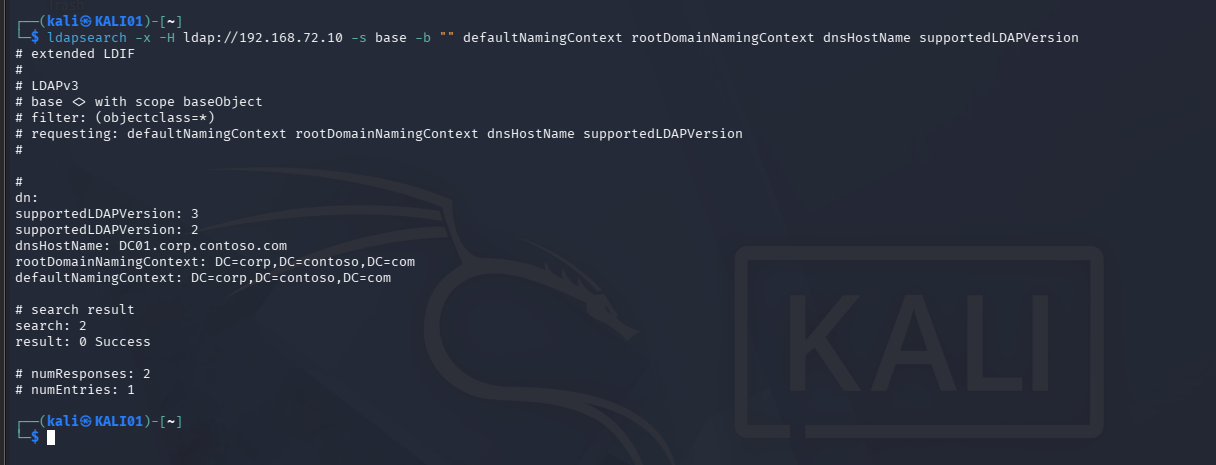 ┌──(kali㉿KALI01)-[~]
└─$ ldapsearch -x -H ldap://192.168.72.10 -s base -b "" defaultNamingContext rootDomainNamingContext dnsHostName supportedLDAPVersion
# extended LDIF
#
# LDAPv3
# base <> with scope baseObject
# filter: (objectclass=*)
# requesting: defaultNamingContext rootDomainNamingContext dnsHostName supportedLDAPVersion
#

#
dn:
supportedLDAPVersion: 3
supportedLDAPVersion: 2
dnsHostName: DC01.corp.contoso.com
rootDomainNamingContext: DC=corp,DC=contoso,DC=com
defaultNamingContext: DC=corp,DC=contoso,DC=com

# search result
search: 2
result: 0 Success

# numResponses: 2
# numEntries: 1

┌──(kali㉿KALI01)-[~]
└─$
KALI